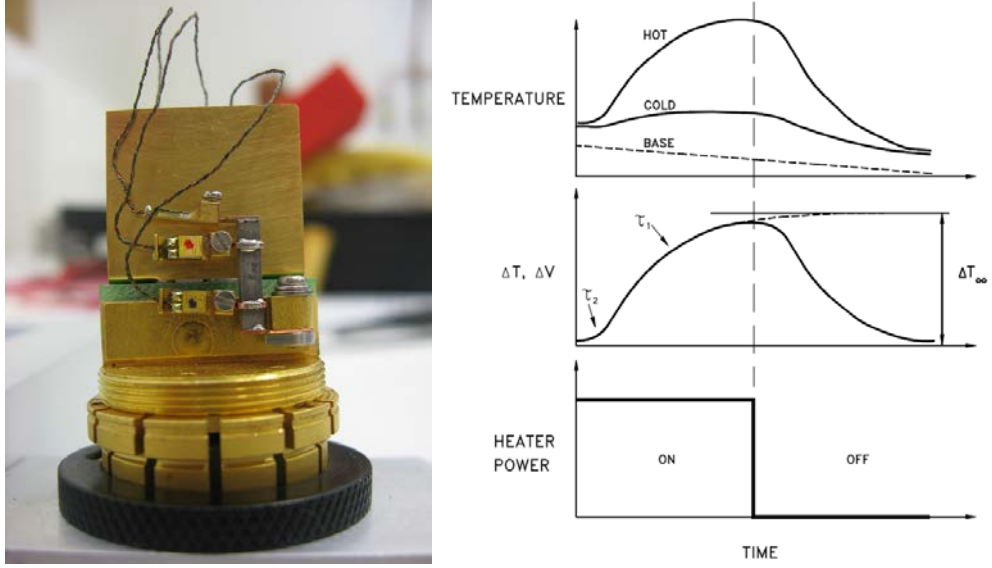 HOT
TEMPERATURE
COLD
BASE
τ₁
ΔT, ΔV
ΔT∞
τ₂
HEATER
POWER
ON
OFF
TIME